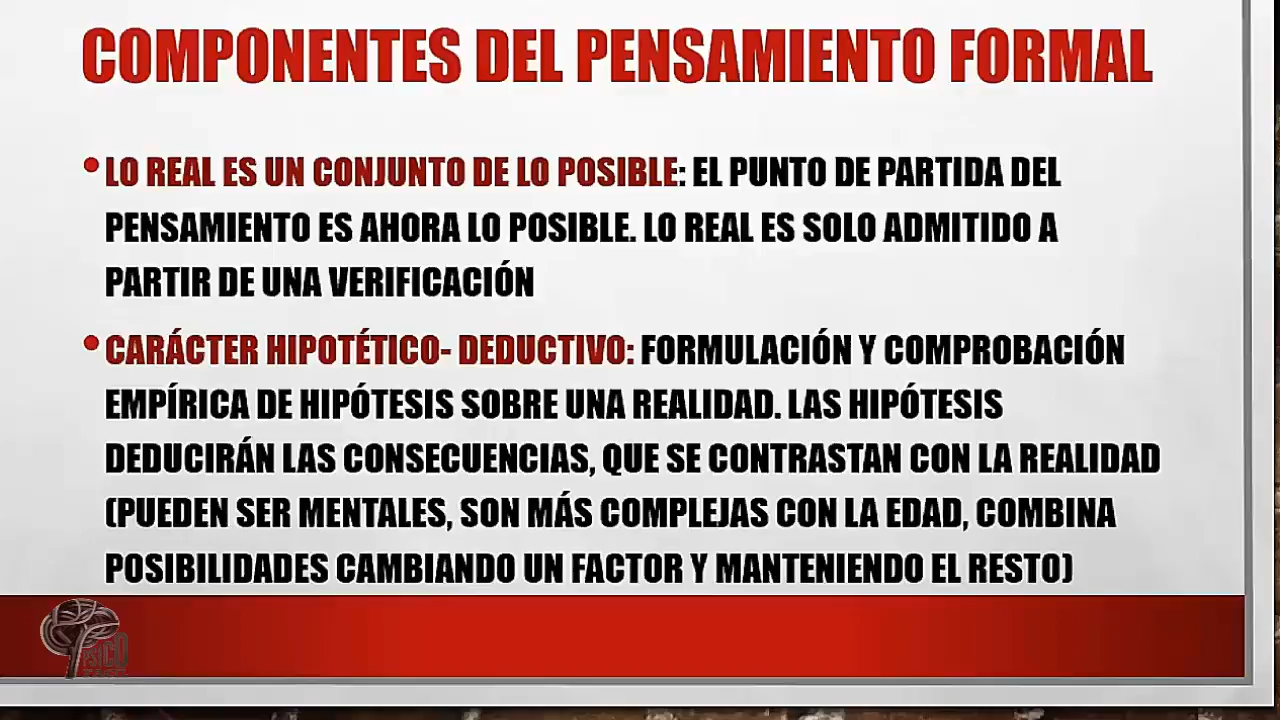 COMPONENTES DEL PENSAMIENTO FORMAL
• LO REAL ES UN CONJUNTO DE LO POSIBLE: EL PUNTO DE PARTIDA DEL
PENSAMIENTO ES AHORA LO POSIBLE. LO REAL ES SOLO ADMITIDO A
PARTIR DE UNA VERIFICACIÓN
• CARÁCTER HIPOTÉTICO- DEDUCTIVO: FORMULACIÓN Y COMPROBACIÓN
EMPÍRICA DE HIPÓTESIS SOBRE UNA REALIDAD. LAS HIPÓTESIS
DEDUCIRÁN LAS CONSECUENCIAS, QUE SE CONTRASTAN CON LA REALIDAD
(PUEDEN SER MENTALES, SON MÁS COMPLEJAS CON LA EDAD, COMBINA
POSIBILIDADES CAMBIANDO UN FACTOR Y MANTENIENDO EL RESTO)
PSICO